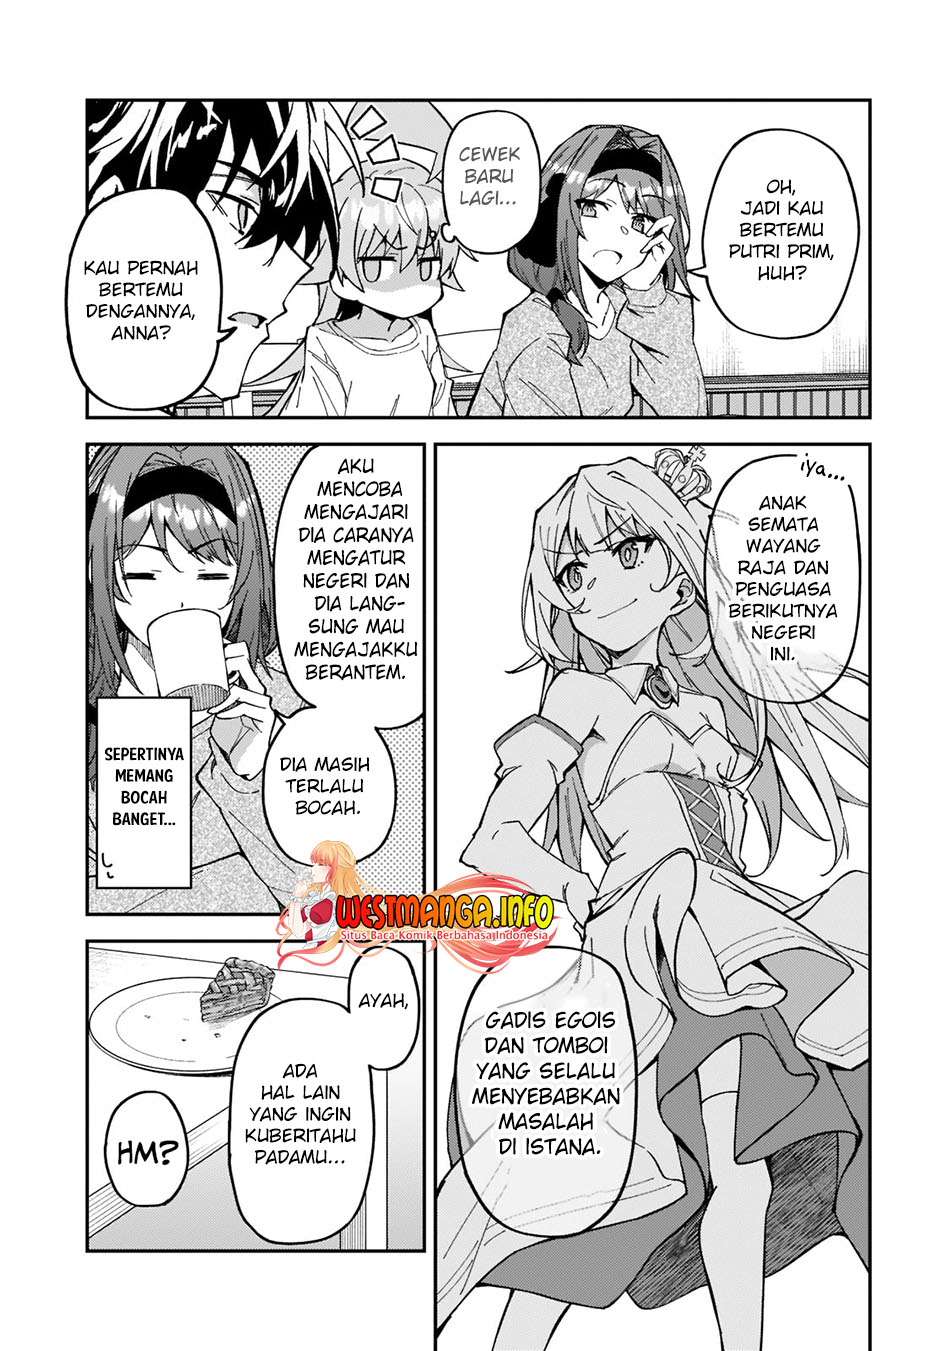 OH,
JADI KAU
BERTEMU
PUTRI PRIM,
HUH?
CEWEK
BARU
LAGI...
KAU PERNAH
BERTEMU
DENGANNYA,
ANNA?
iya...
ANAK
SEMATA
WAYANG
RAJA DAN
PENGUASA
BERIKUTNYA
NEGERI
INI.
GADIS EGOIS
DAN TOMBOI
YANG SELALU
MENYEBABKAN
MASALAH
DI ISTANA.
AKU
MENCOBA
MENGAJARI
DIA CARANYA
MENGATUR
NEGERI DAN
DIA LANG-
SUNG MAU
MENGAJAKKU
BERANTEM.
DIA MASIH
TERLALU
BOCAH.
SEPERTINYA
MEMANG
BOCAH
BANGET...
WESTMANGA.INFO
Situs Baca Komik Berbahasa Indonesia
AYAH,
ADA
HAL LAIN
YANG INGIN
KUBERITAHU
PADAMU...
HM?